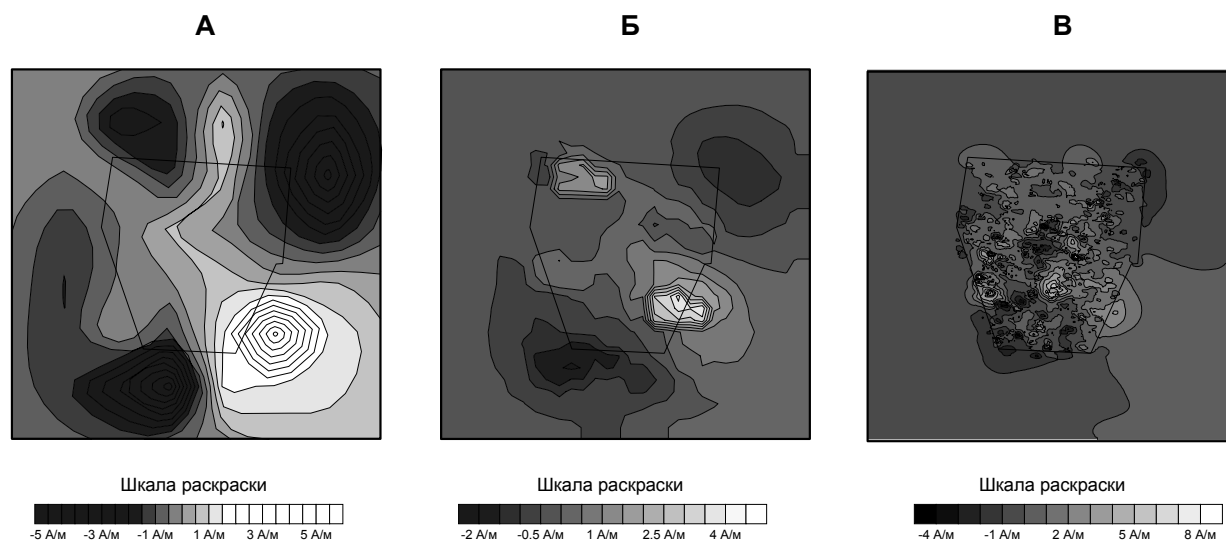 А Б В
Шкала раскраски Шкала раскраски Шкала раскраски
-5 А/м -3 А/м -1 А/м 1 А/м 3 А/м 5 А/м -2 А/м -0.5 А/м 1 А/м 2.5 А/м 4 А/м -4 А/м -1 А/м 2 А/м 5 А/м 8 А/м